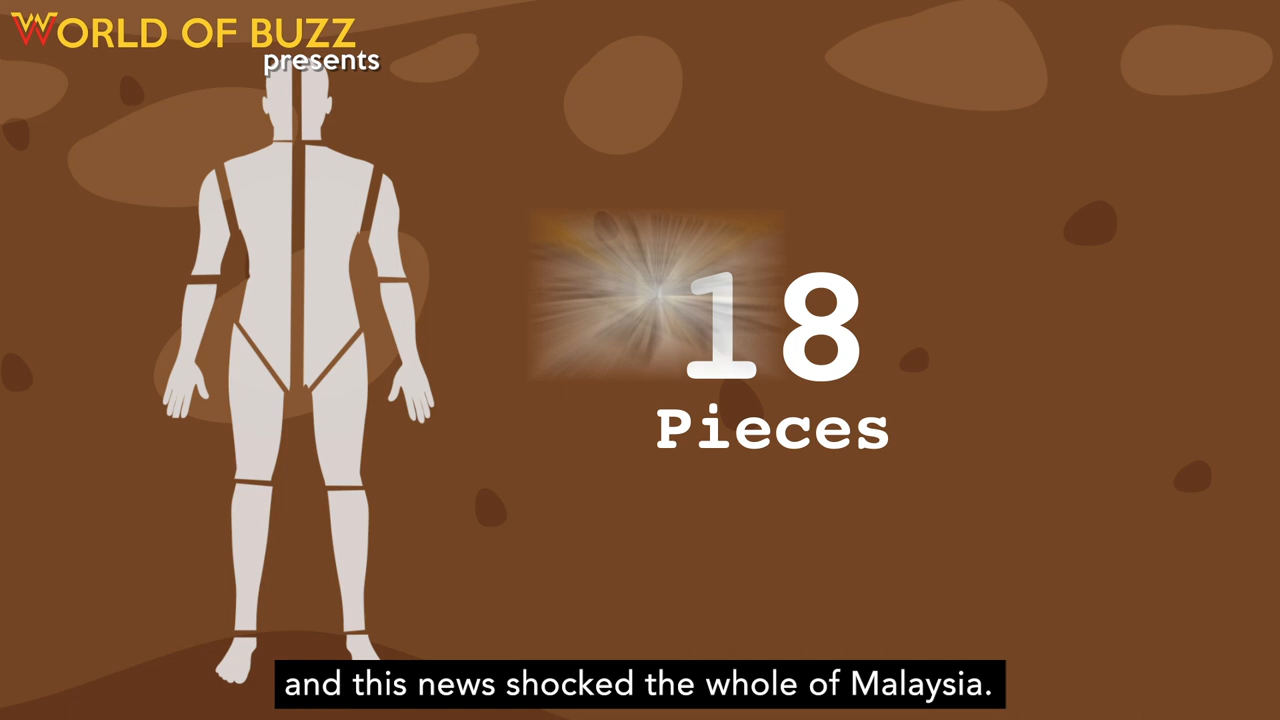 WORLD OF BUZZ
presents
18
Pieces
and this news shocked the whole of Malaysia.